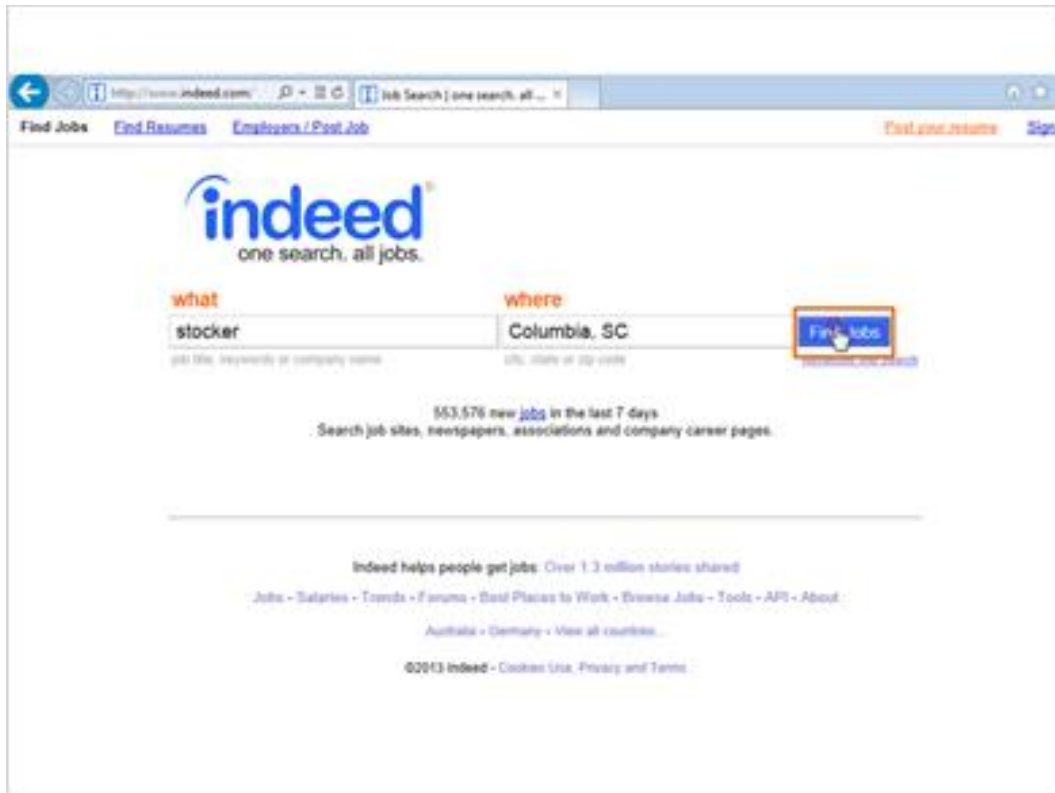 http://www.indeed.com/
Job Search | one search. all ...
Find Jobs Find Resumes Employers / Post Job Post your resume Sign
indeed®
one search. all jobs.
what where
stocker Columbia, SC Find Jobs
job title, keywords or company name city, state or zip code
553,576 new jobs in the last 7 days
Search job sites, newspapers, associations and company career pages.
Indeed helps people get jobs: Over 1.3 million stories shared
Jobs - Salaries - Trends - Forums - Best Places to Work - Browse Jobs - Tools - API - About
Australia - Germany - View all countries...
©2013 Indeed - Cookies Use, Privacy and Terms